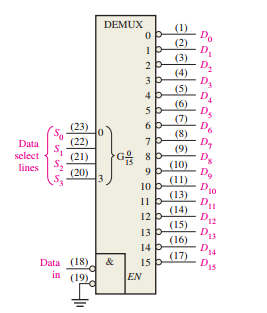 DEMUX
0 (1) D0
1 (2) D1
2 (3) D2
3 (4) D3
4 (5) D4
5 (6) D5
6 (7) D6
7 (8) D7
8 (9) D8
9 (10) D9
10 (11) D10
11 (13) D11
12 (14) D12
13 (15) D13
14 (16) D14
15 (17) D15
Data
select
lines
S0 (23) 0
S1 (22)
S2 (21)
S3 (20) 3
G 0/15
Data
in
(18) &
(19) EN